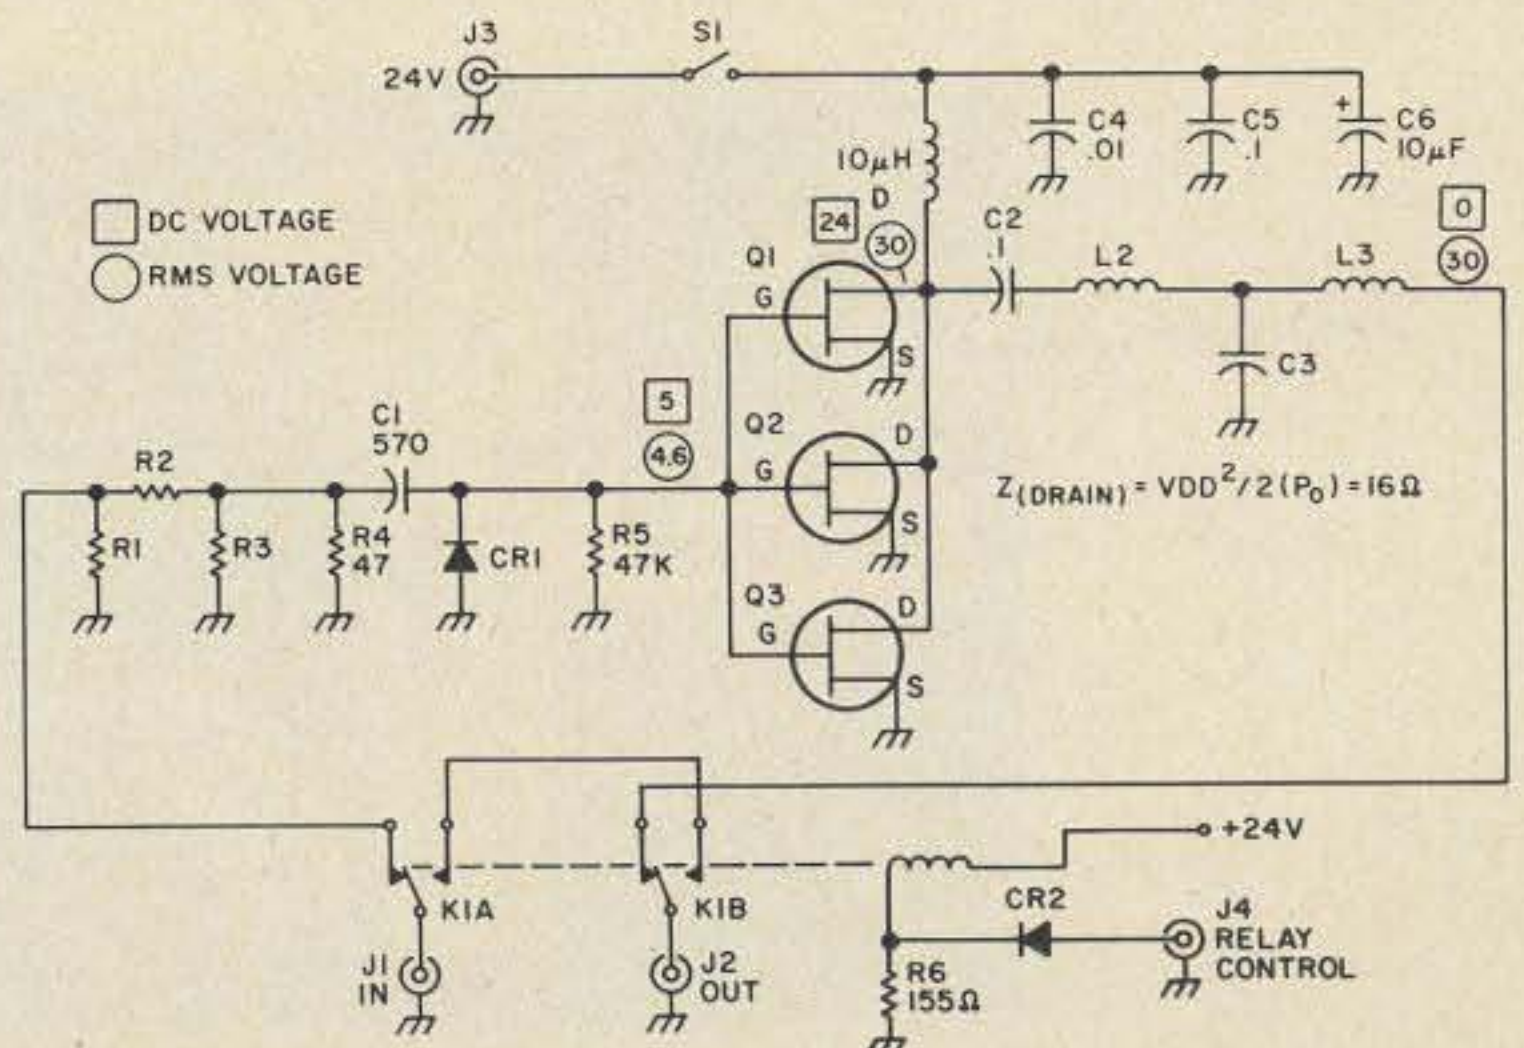 J3
24V
S1
10μH
C4
.01
C5
.1
+
C6
10μF
□ DC VOLTAGE
○ RMS VOLTAGE
24
D
30
C2
.1
L2
L3
0
30
Q1
G
S
C3
5
4.6
Q2
G
D
S
Z(DRAIN) = VDD²/2(P₀) = 16Ω
C1
570
R2
R1
R3
R4
47
CR1
R5
47K
Q3
G
D
S
+24V
K1A
K1B
CR2
J4
RELAY
CONTROL
J1
IN
J2
OUT
R6
155Ω